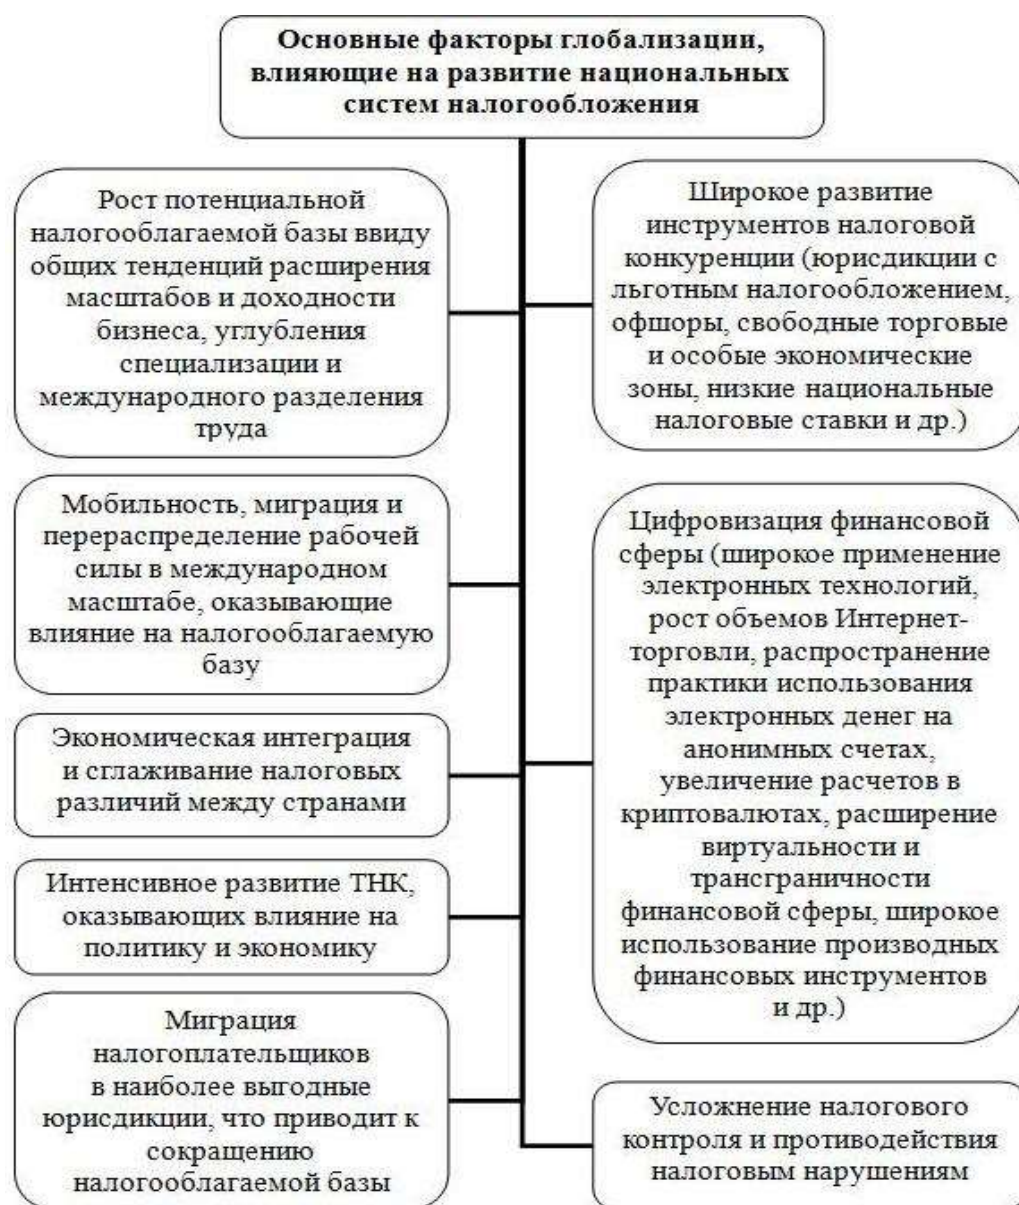 Основные факторы глобализации,
влияющие на развитие национальных
систем налогообложения
Рост потенциальной
налогооблагаемой базы ввиду
общих тенденций расширения
масштабов и доходности
бизнеса, углубления
специализации и
международного разделения
труда
Мобильность, миграция и
перераспределение рабочей
силы в международном
масштабе, оказывающие
влияние на налогооблагаемую
базу
Экономическая интеграция
и сглаживание налоговых
различий между странами
Интенсивное развитие ТНК,
оказывающих влияние на
политику и экономику
Миграция
налогоплательщиков
в наиболее выгодные
юрисдикции, что приводит к
сокращению
налогооблагаемой базы
Широкое развитие
инструментов налоговой
конкуренции (юрисдикции с
льготным налогообложением,
офшоры, свободные торговые
и особые экономические
зоны, низкие национальные
налоговые ставки и др.)
Цифровизация финансовой
сферы (широкое применение
электронных технологий,
рост объемов Интернет-
торговли, распространение
практики использования
электронных денег на
анонимных счетах,
увеличение расчетов в
криптовалютах, расширение
виртуальности и
трансграничности
финансовой сферы, широкое
использование производных
финансовых инструментов
и др.)
Усложнение налогового
контроля и противодействия
налоговым нарушениям